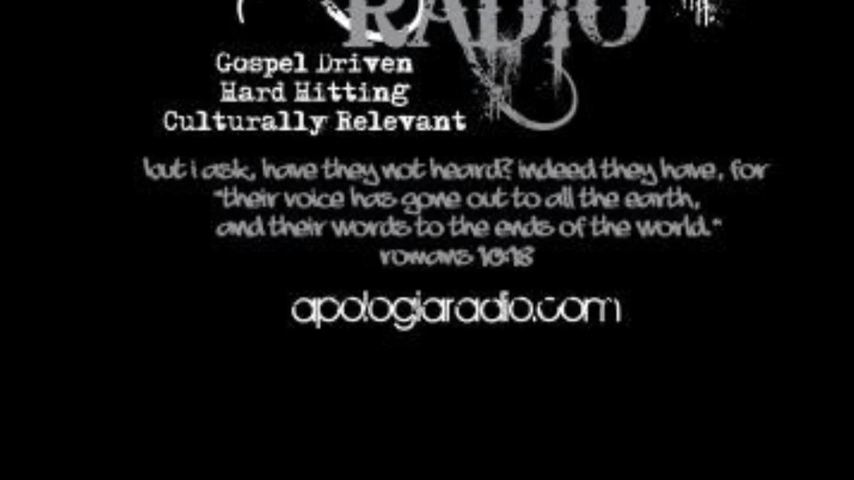 RADIO
Gospel Driven
Hard Hitting
Culturally Relevant
but i ask, have they not heard? indeed they have, for
"their voice has gone out to all the earth,
and their words to the ends of the world."
romans 10:18
apologiaradio.com